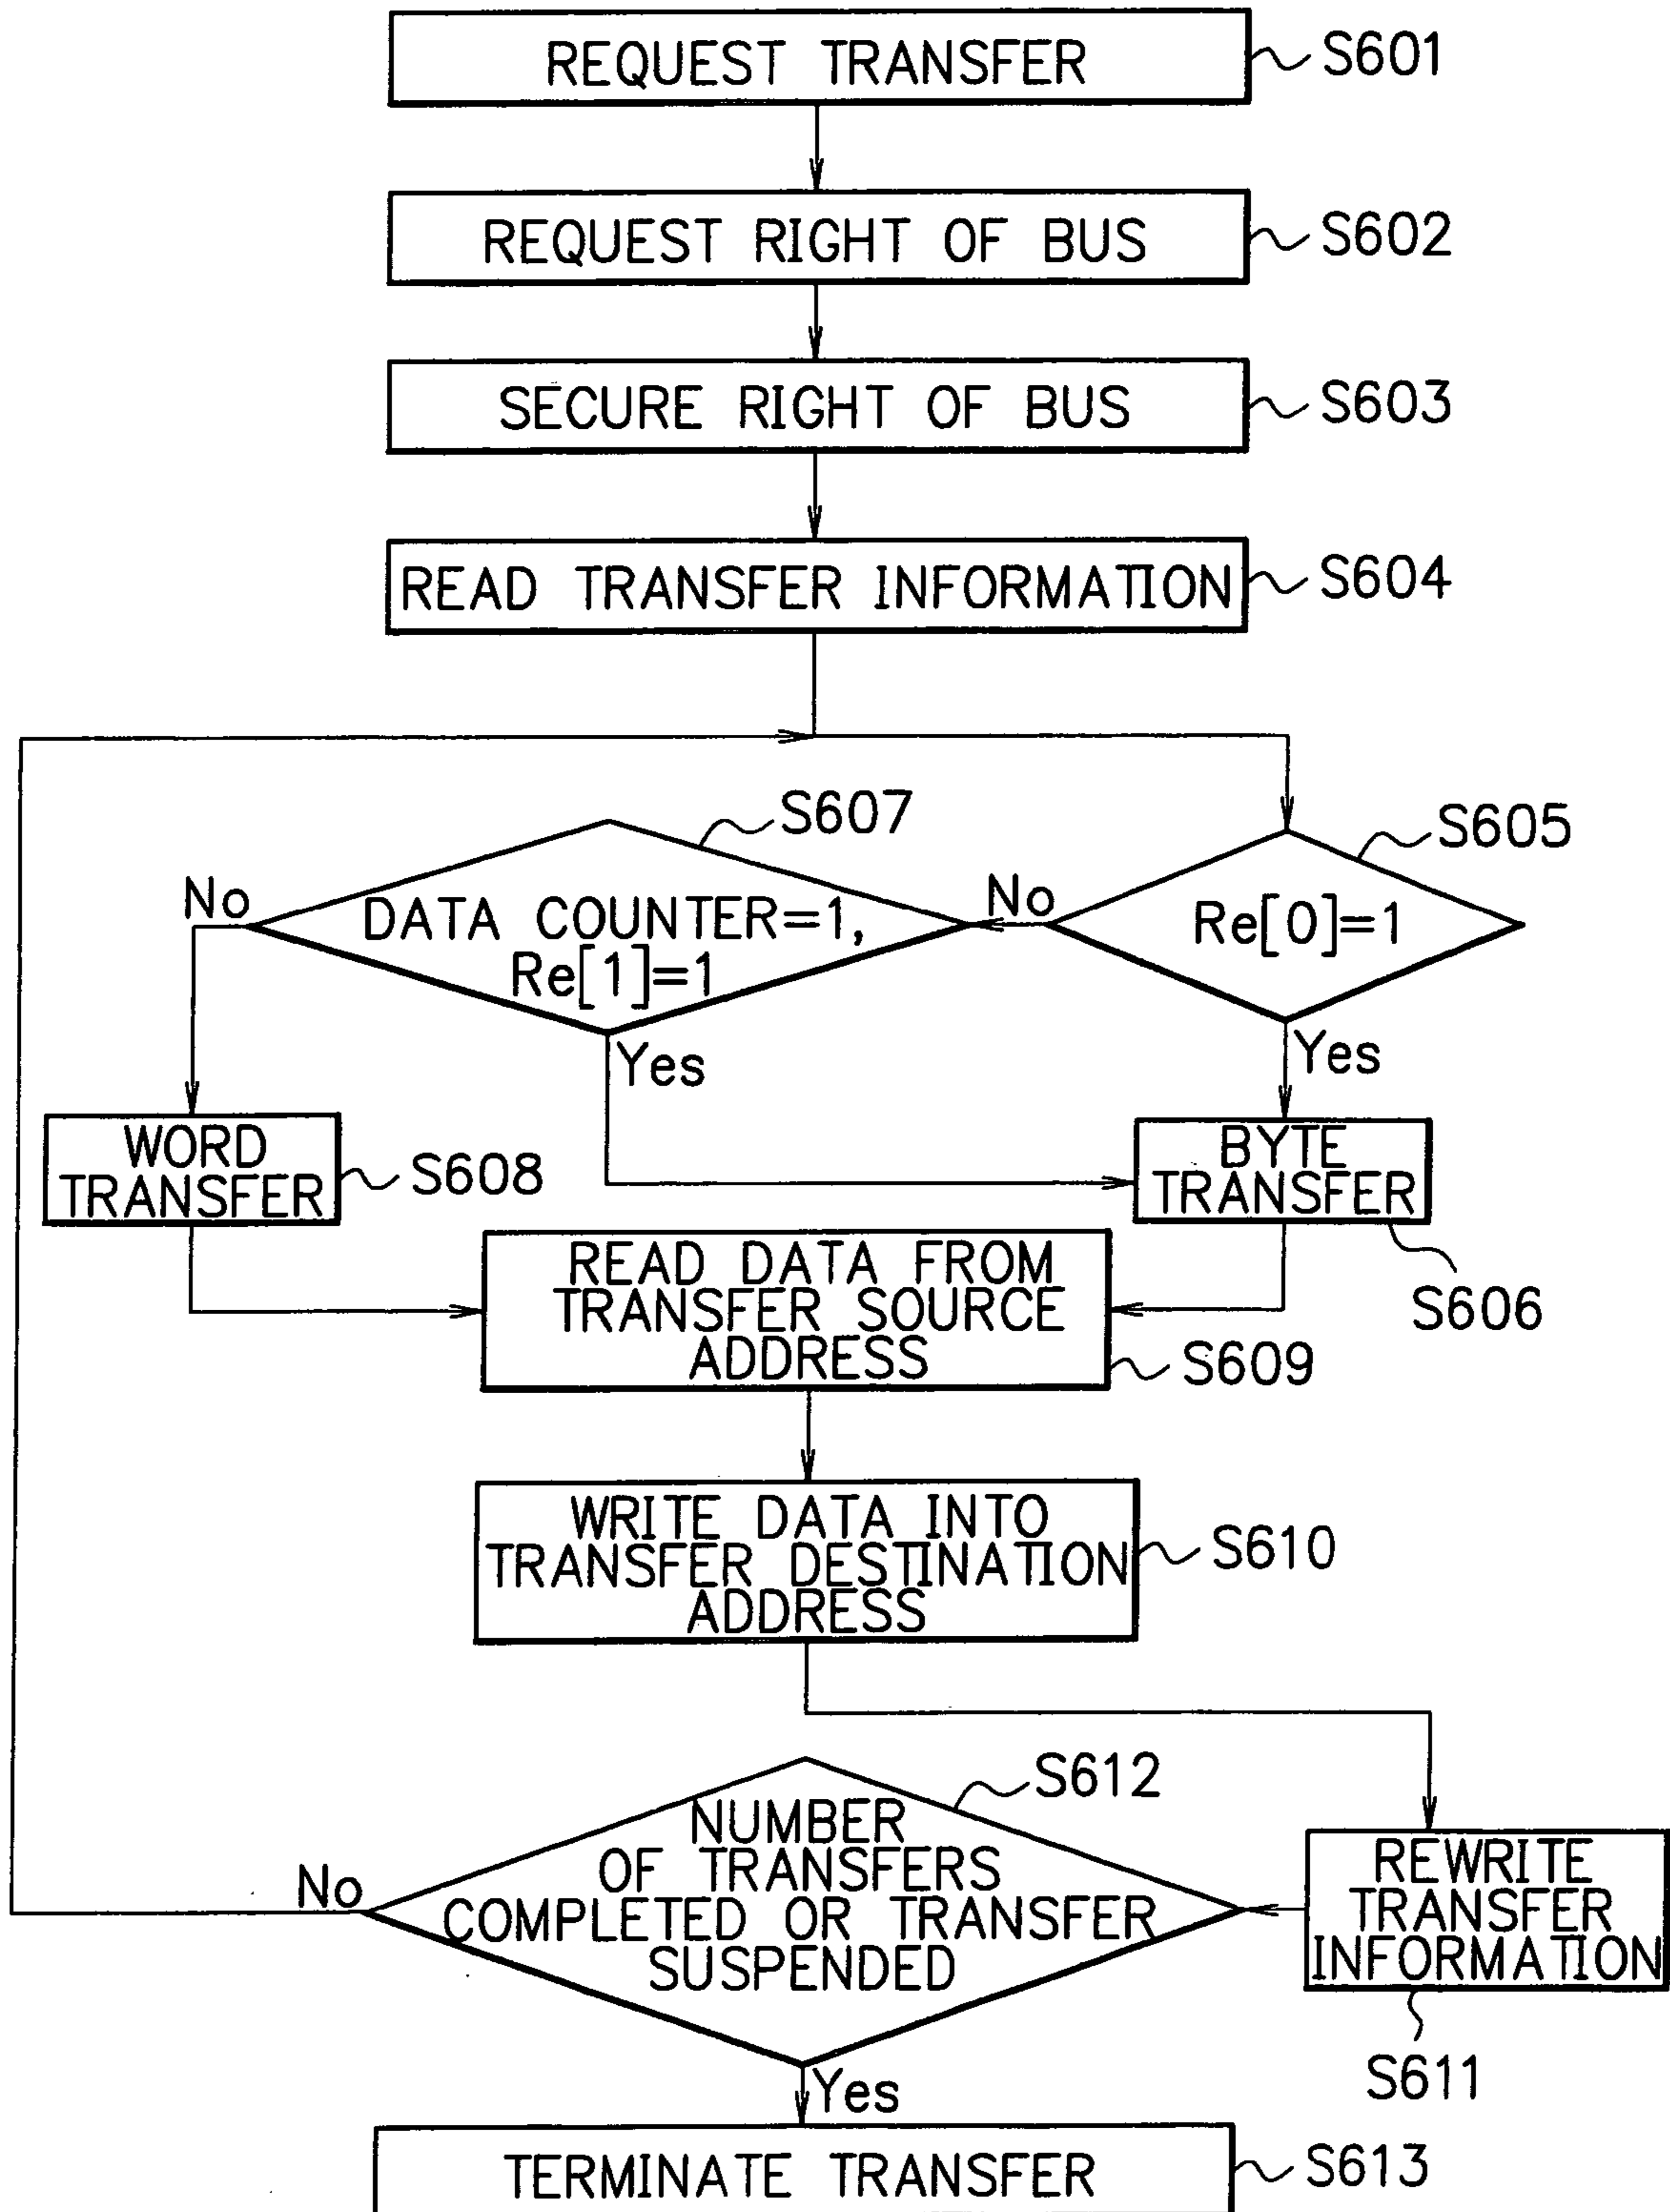 REQUEST TRANSFER
S601
REQUEST RIGHT OF BUS
S602
SECURE RIGHT OF BUS
S603
READ TRANSFER INFORMATION
S604
S607
S605
No
DATA COUNTER=1,
Re[1]=1
No
Re[0]=1
Yes
Yes
WORD
TRANSFER
S608
BYTE
TRANSFER
S606
READ DATA FROM
TRANSFER SOURCE
ADDRESS
S609
WRITE DATA INTO
TRANSFER DESTINATION
ADDRESS
S610
S612
NUMBER
OF TRANSFERS
COMPLETED OR TRANSFER
SUSPENDED
No
REWRITE
TRANSFER
INFORMATION
S611
Yes
TERMINATE TRANSFER
S613